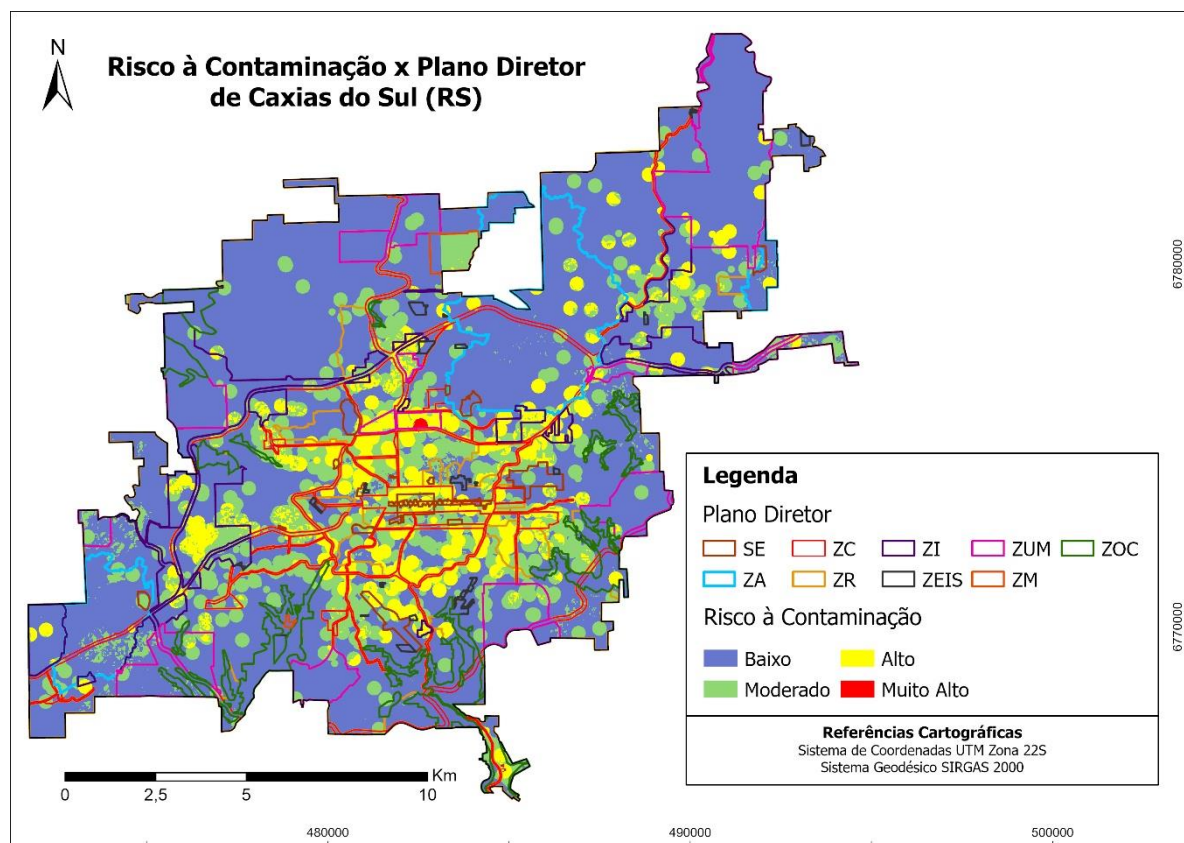 N
Risco à Contaminação x Plano Diretor
de Caxias do Sul (RS)
6780000
Legenda
Plano Diretor
SE ZC ZI ZUM ZOC
ZA ZR ZEIS ZM
Risco à Contaminação
Baixo Alto
Moderado Muito Alto
Referências Cartográficas
Sistema de Coordenadas UTM Zona 22S
Sistema Geodésico SIRGAS 2000
6770000
Km
0 2,5 5 10
480000 490000 500000